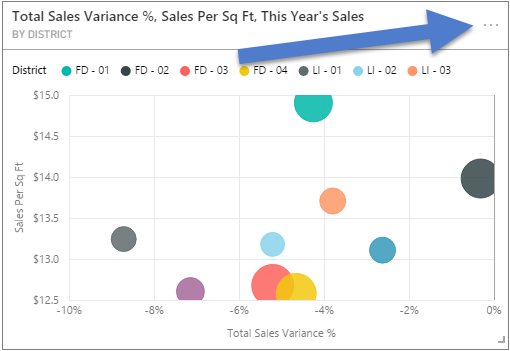 Total Sales Variance %, Sales Per Sq Ft, This Year's Sales
BY DISTRICT
District FD - 01 FD - 02 FD - 03 FD - 04 LI - 01 LI - 02 LI - 03
$15.0
$14.5
$14.0
$13.5
$13.0
$12.5
Sales Per Sq Ft
-10% -8% -6% -4% -2% 0%
Total Sales Variance %